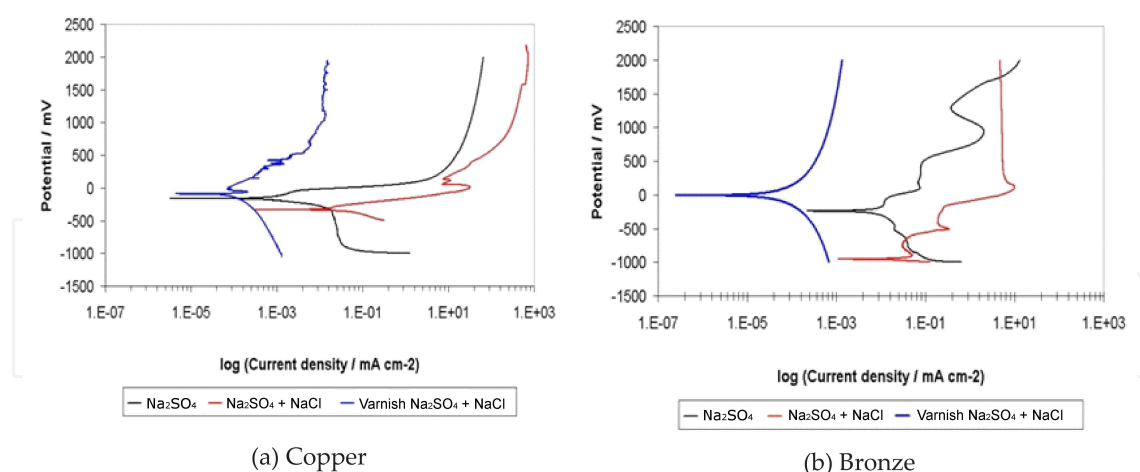 2500
2000
1500
1000
500
0
-500
-1000
1500
Potential / mV
1.E-07 1.E-05 1.E-03 1.E-01 1.E+01 1.E+03
log (Current density / mA cm-2)
Na₂SO₄ Na₂SO₄ + NaCl Varnish Na₂SO₄ + NaCl
(a) Copper
2500
2000
1500
1000
500
0
-500
-1000
-1500
Potential / mV
1.E-07 1.E-05 1.E-03 1.E-01 1.E+01 1.E+03
log (Current density / mA cm-2)
Na₂SO₄ Na₂SO₄ + NaCl Varnish Na₂SO₄ + NaCl
(b) Bronze